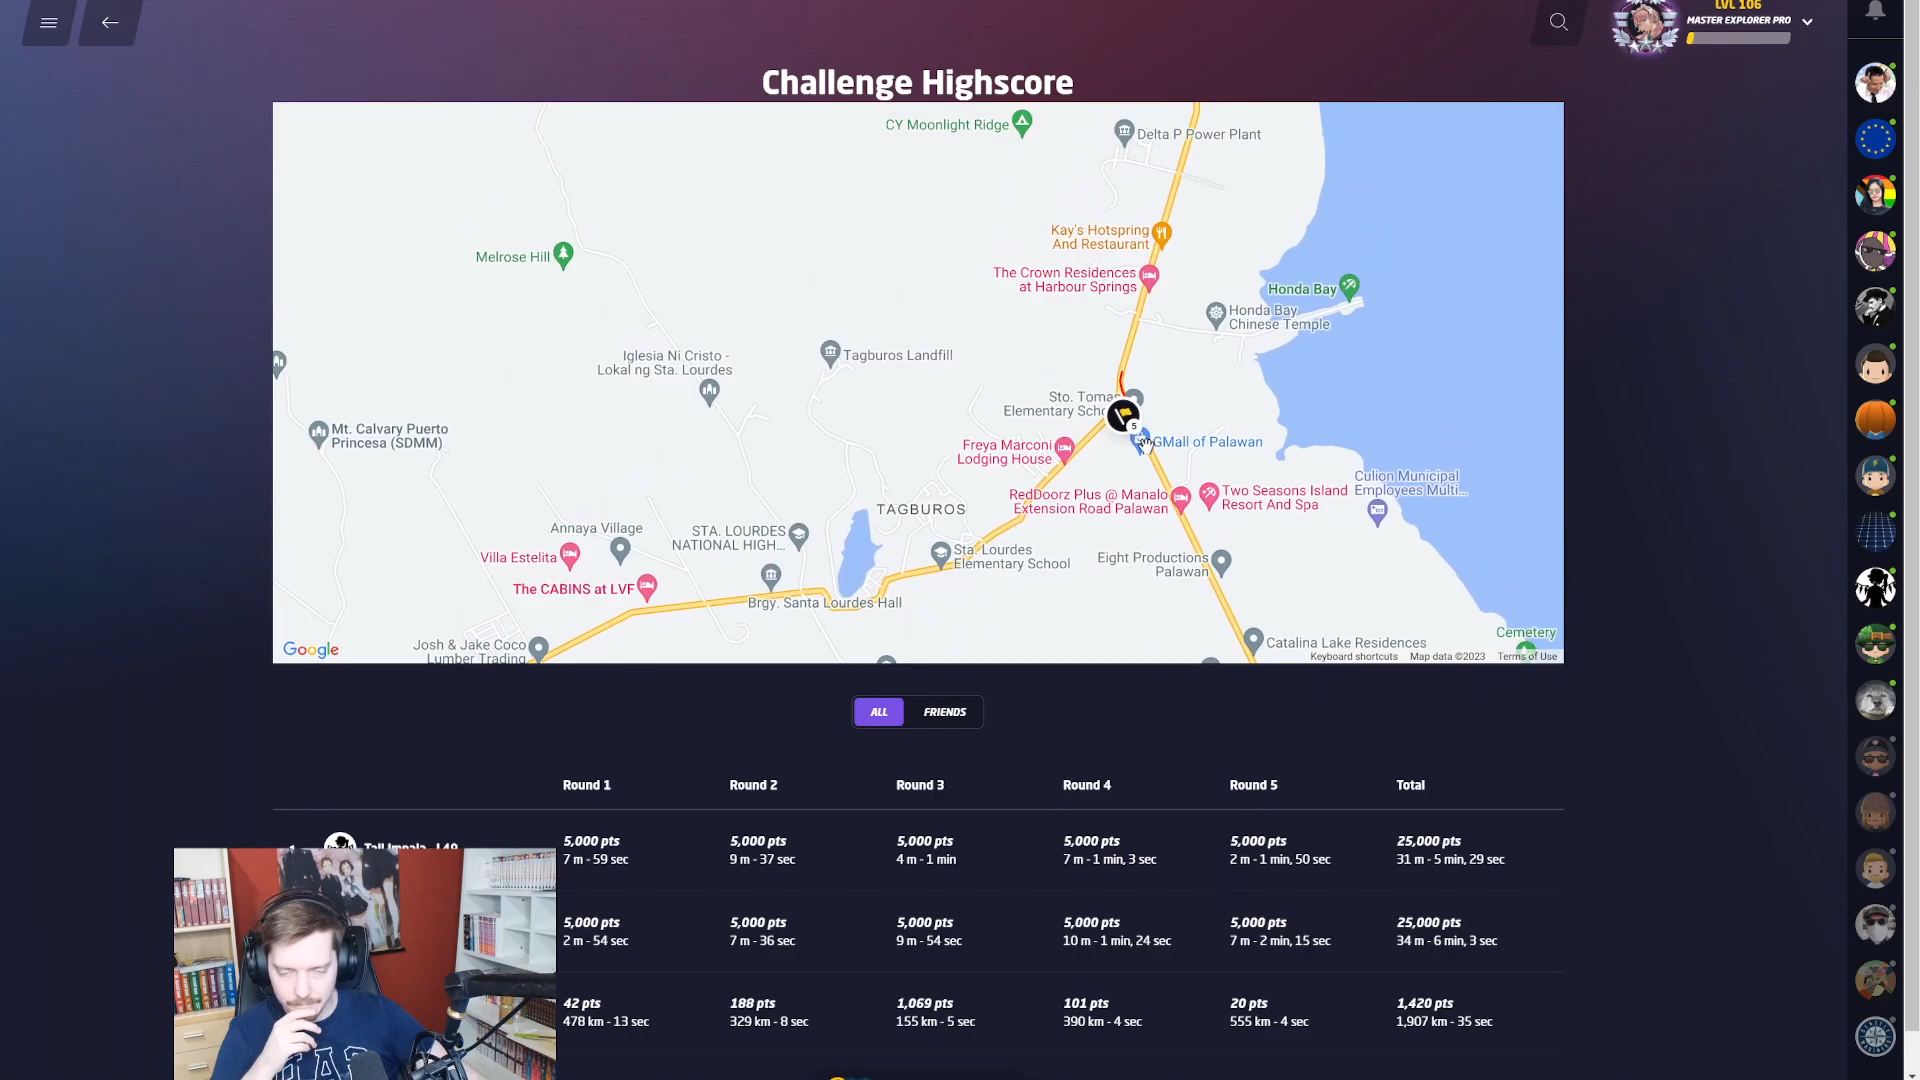 LVL 106
MASTER EXPLORER PRO
Challenge Highscore
CY Moonlight Ridge
Delta P Power Plant
Kay's Hotspring
And Restaurant
Melrose Hill
The Crown Residences
at Harbour Springs
Honda Bay
Honda Bay
Chinese Temple
Iglesia Ni Cristo -
Lokal ng Sta. Lourdes
Tagburos Landfill
Sto. Tomas
Elementary Scho
5
Mt. Calvary Puerto
Princesa (SDMM)
Freya Marconi
Lodging House
GMall of Palawan
Culion Municipal
Employees Multi...
RedDoorz Plus @ Manalo
Extension Road Palawan
Two Seasons Island
Resort And Spa
TAGBUROS
Annaya Village
STA. LOURDES
NATIONAL HIGH...
Sta. Lourdes
Elementary School
Villa Estelita
Eight Productions
Palawan
The CABINS at LVF
Brgy. Santa Lourdes Hall
Josh & Jake Coco
Lumber Trading
Catalina Lake Residences
Cemetery
Google
Keyboard shortcuts
Map data ©2023
Terms of Use
ALL
FRIENDS
Round 1 Round 2 Round 3 Round 4 Round 5 Total
Tall Impala
5,000 pts 5,000 pts 5,000 pts 5,000 pts 5,000 pts 25,000 pts
7 m - 59 sec 9 m - 37 sec 4 m - 1 min 7 m - 1 min, 3 sec 2 m - 1 min, 50 sec 31 m - 5 min, 29 sec
5,000 pts 5,000 pts 5,000 pts 5,000 pts 5,000 pts 25,000 pts
2 m - 54 sec 7 m - 36 sec 9 m - 54 sec 10 m - 1 min, 24 sec 7 m - 2 min, 15 sec 34 m - 6 min, 3 sec
42 pts 188 pts 1,069 pts 101 pts 20 pts 1,420 pts
478 km - 13 sec 329 km - 8 sec 155 km - 5 sec 390 km - 4 sec 555 km - 4 sec 1,907 km - 35 sec